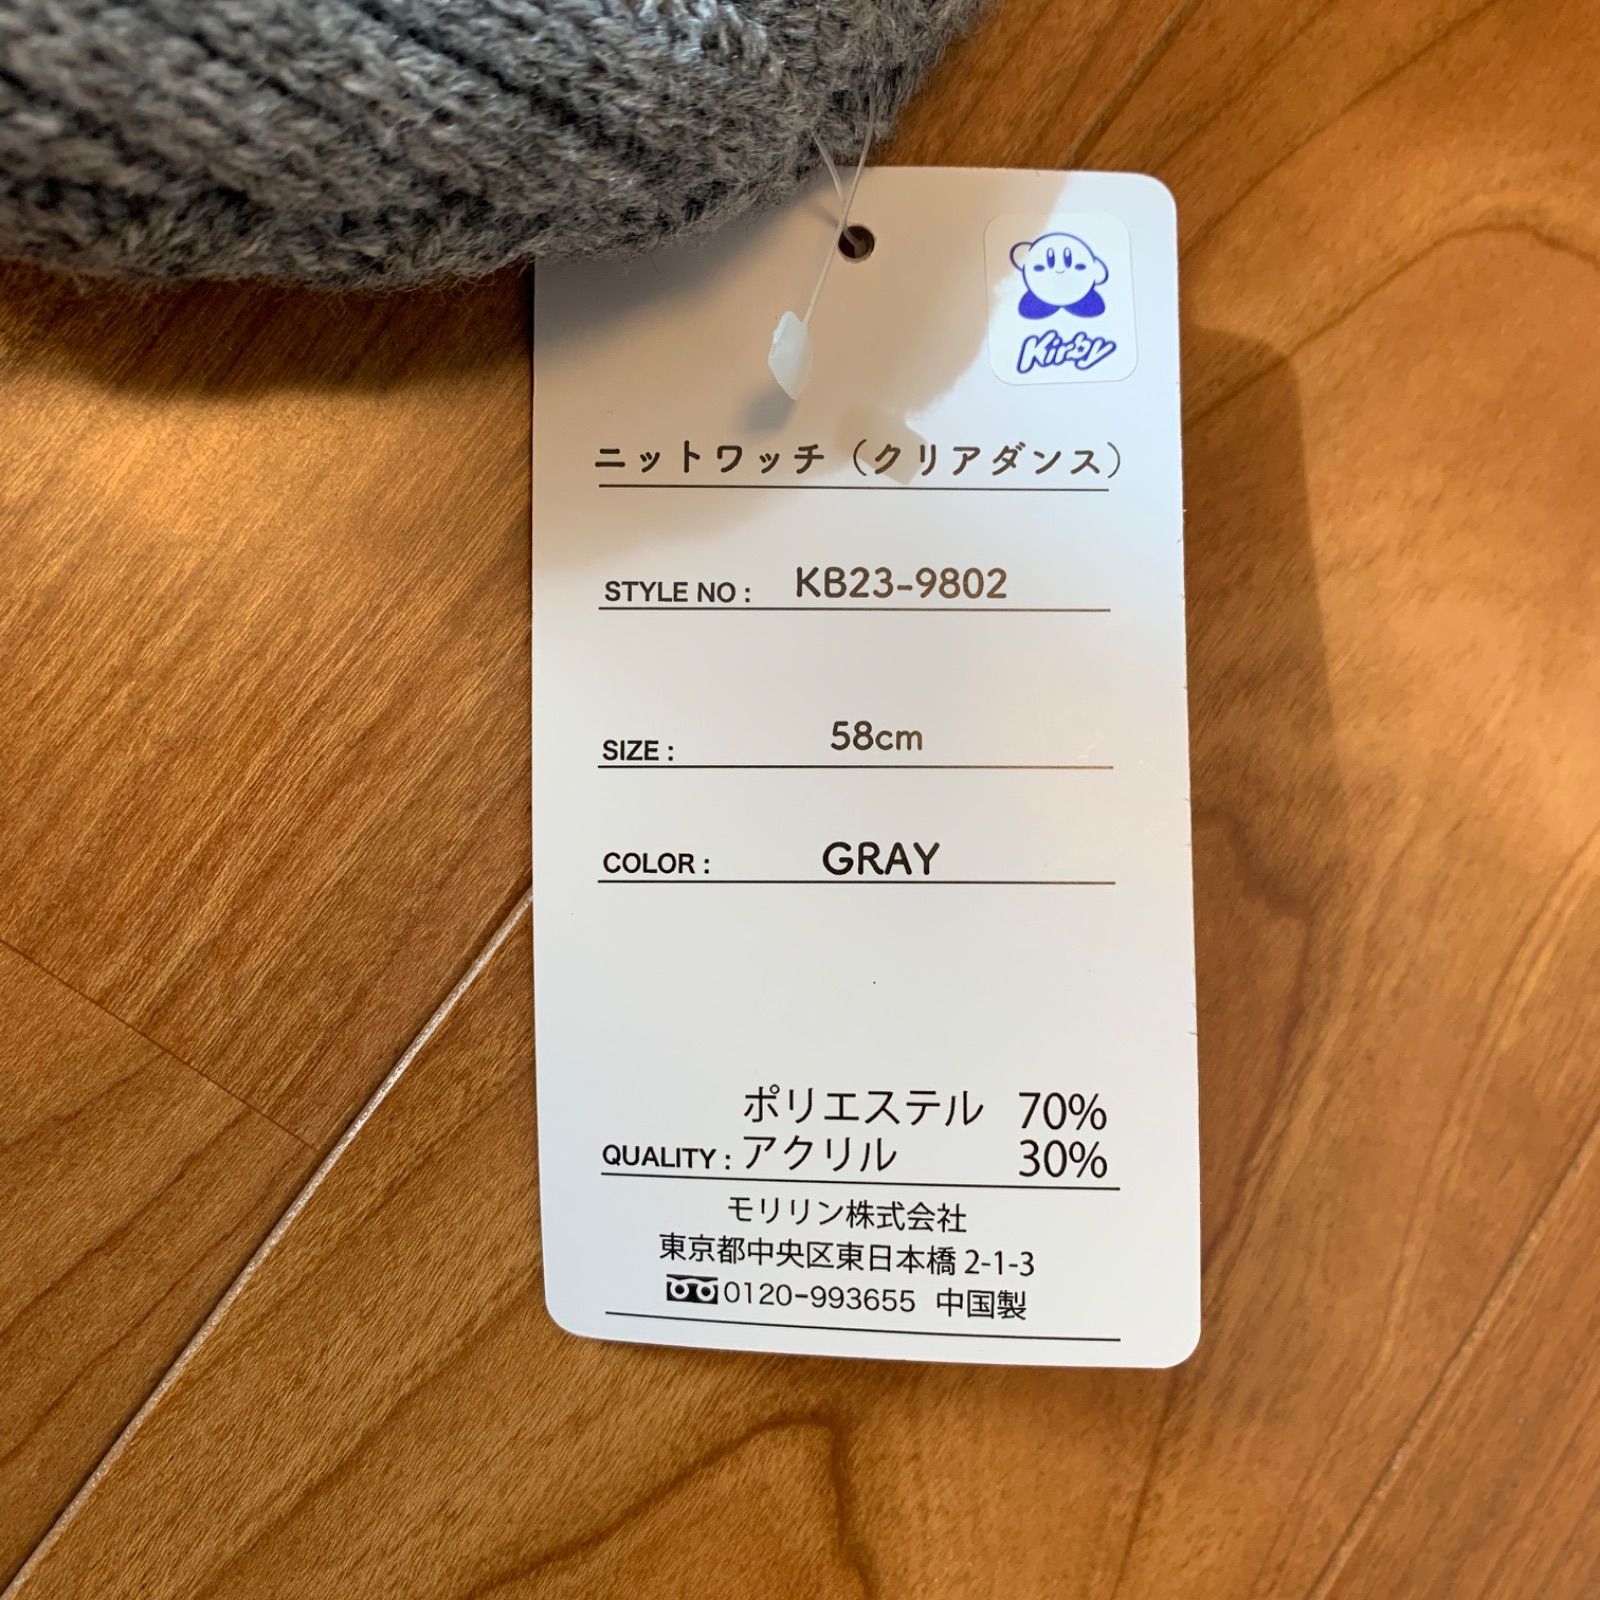 Kirby
ニットワッチ（クリアダンス）
STYLE NO : KB23-9802
SIZE : 58cm
COLOR : GRAY
ポリエステル 70%
QUALITY : アクリル 30%
モリリン株式会社
東京都中央区東日本橋 2-1-3
0120-993655 中国製